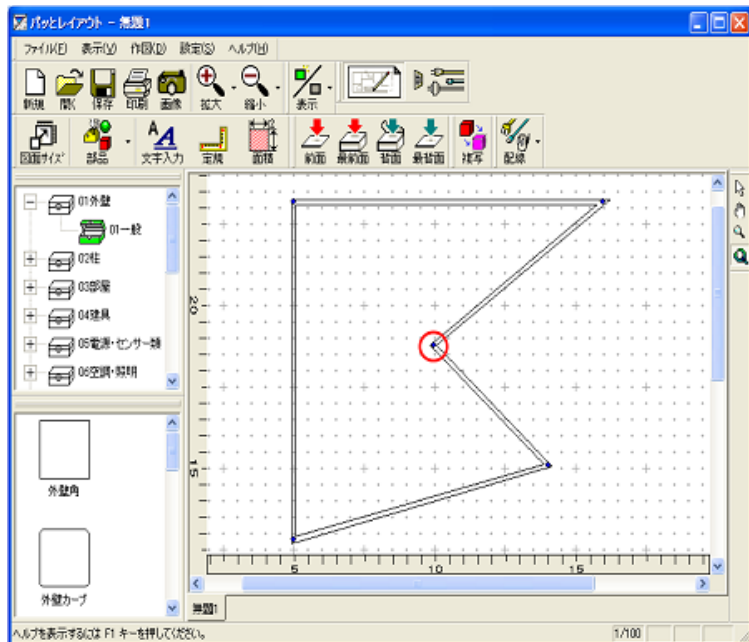 パッとレイアウト - 無題1
ファイル(F) 表示(V) 作図(D) 設定(S) ヘルプ(H)
新規 開く 保存 印刷 画像 拡大 縮小 表示
図面サイズ 部品 文字入力 定規 面積 前面 最前面 背面 最背面 複写 配線
01外壁
01一般
02柱
03部屋
04建具
05電源・センサー類
06空調・照明
外壁角
外壁カーブ
20
15
5 10 15
無題1
ヘルプを表示するには F1 キーを押してください。 1/100